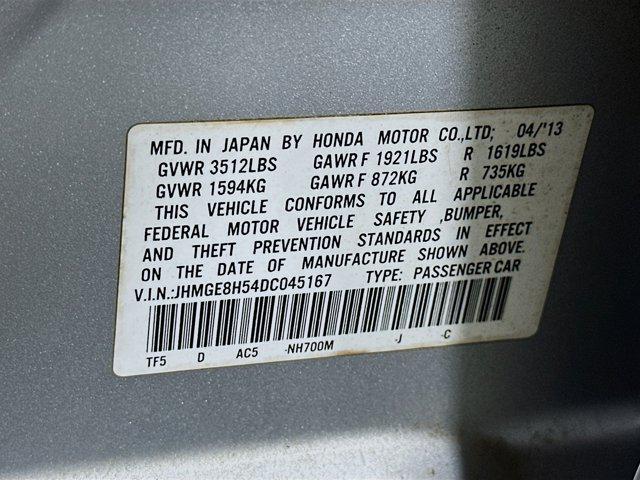 MFD. IN JAPAN BY HONDA MOTOR CO.,LTD; 04/'13
GVWR 3512LBS GAWR F 1921LBS R 1619LBS
GVWR 1594KG GAWR F 872KG R 735KG
THIS VEHICLE CONFORMS TO ALL APPLICABLE
FEDERAL MOTOR VEHICLE SAFETY ,BUMPER,
AND THEFT PREVENTION STANDARDS IN EFFECT
ON THE DATE OF MANUFACTURE SHOWN ABOVE.
V.I.N.:JHMGE8H54DC045167 TYPE: PASSENGER CAR
TF5 D AC5 -NH700M -J -C